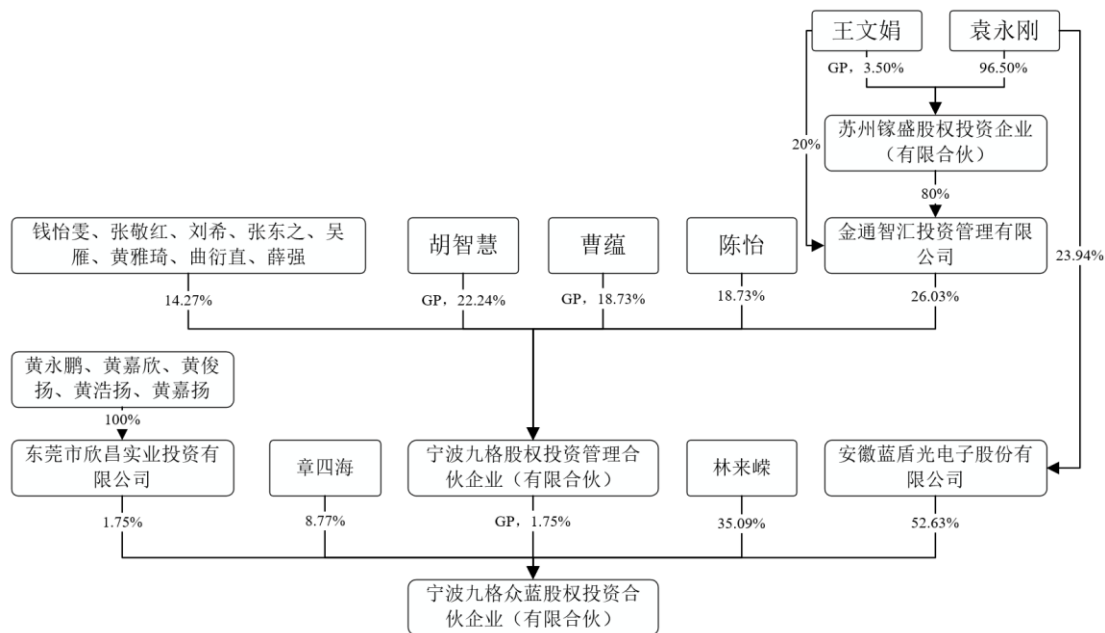 王文娟
袁永刚
GP，3.50%
96.50%
苏州镓盛股权投资企业
（有限合伙）
20%
80%
钱怡雯、张敬红、刘希、张东之、吴
雁、黄雅琦、曲衍直、薛强
胡智慧
曹蕴
陈怡
金通智汇投资管理有限
公司
23.94%
14.27%
GP，22.24%
GP，18.73%
18.73%
26.03%
黄永鹏、黄嘉欣、黄俊
扬、黄浩扬、黄嘉扬
100%
东莞市欣昌实业投资有
限公司
章四海
宁波九格股权投资管理合
伙企业（有限合伙）
林来嵘
安徽蓝盾光电子股份有
限公司
1.75%
8.77%
GP，1.75%
35.09%
52.63%
宁波九格众蓝股权投资合
伙企业（有限合伙）